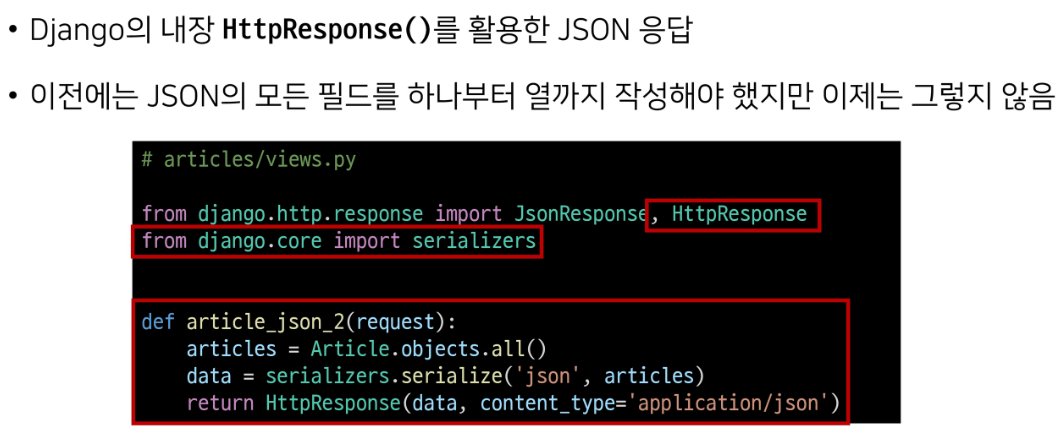 • Django의 내장 HttpResponse()를 활용한 JSON 응답
• 이전에는 JSON의 모든 필드를 하나부터 열까지 작성해야 했지만 이제는 그렇지 않음
# articles/views.py
from django.http.response import JsonResponse, HttpResponse
from django.core import serializers
def article_json_2(request):
    articles = Article.objects.all()
    data = serializers.serialize('json', articles)
    return HttpResponse(data, content_type='application/json')